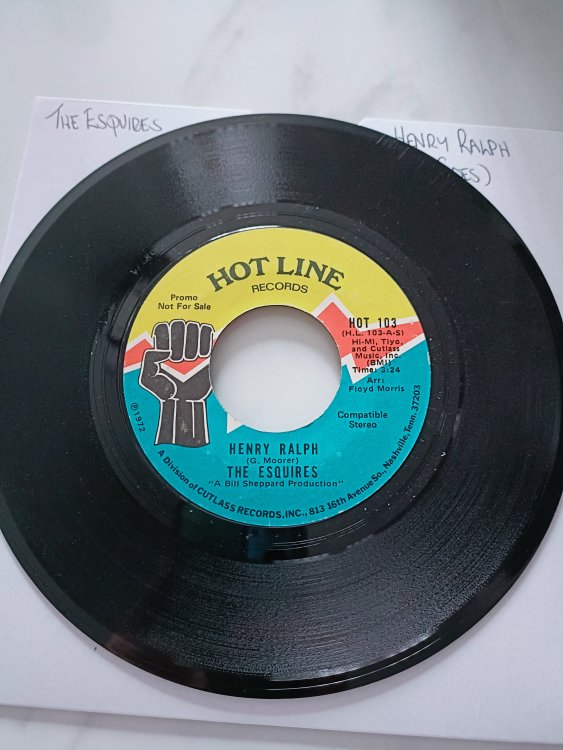 THE ESQUIRES
HENRY RALPH
HOT LINE
RECORDS
Promo
Not For Sale
HOT 103
(H.L. 103-A-S)
Hi-Mi, Tiyo,
and Cutlass
Music, Inc.
(BMI)
Time: 3:24
Arr:
Floyd Morris
Compatible
Stereo
℗1972
HENRY RALPH
(G. Moorer)
THE ESQUIRES
"A Bill Sheppard Production"
A Division of CUTLASS RECORDS, INC., 813 16th Avenue So., Nashville, Tenn. 37203